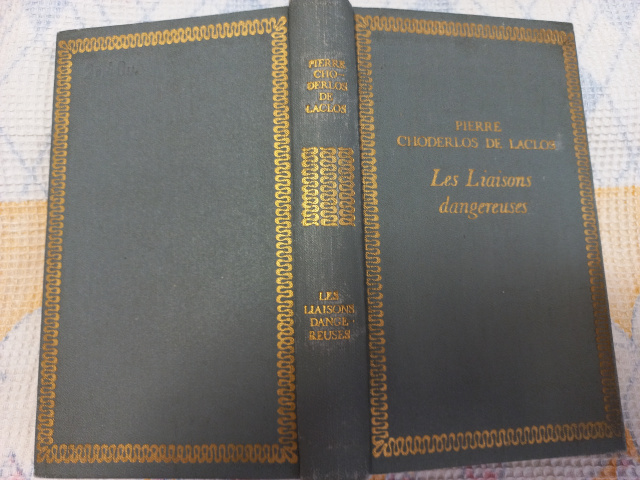 PIERRE
CHO-
DERLOS
DE
LACLOS
LES
LIAISONS
DANGE
REUSES
PIERRE
CHODERLOS DE LACLOS
Les Liaisons
dangereuses